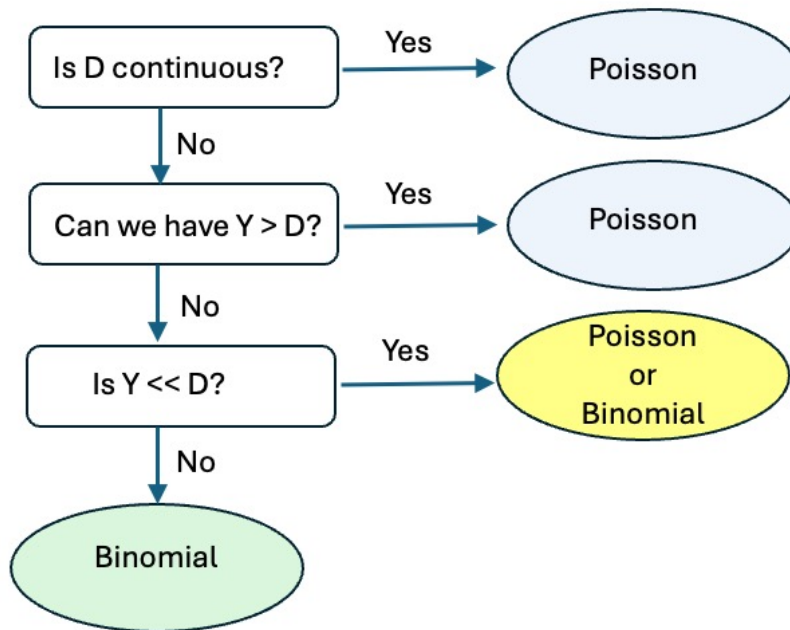 Is D continuous?
Yes
Poisson
No
Can we have Y > D?
Yes
Poisson
No
Is Y << D?
Yes
Poisson
or
Binomial
No
Binomial